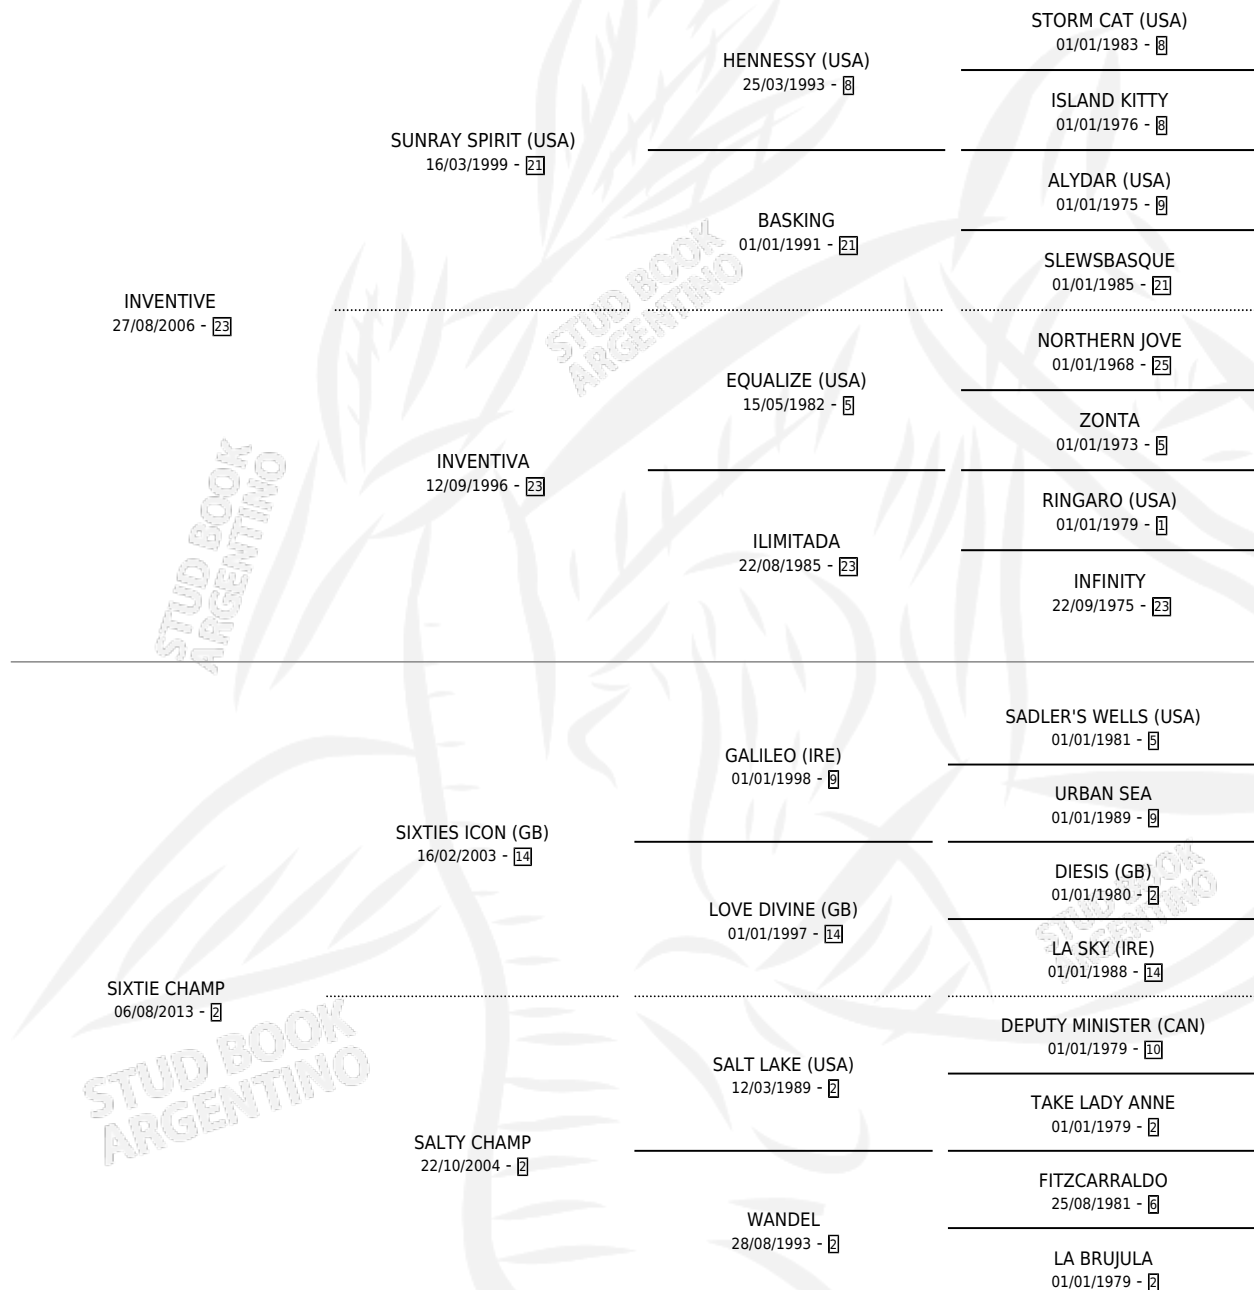 STORM CAT (USA)
01/01/1983 - 8
HENNESSY (USA)
25/03/1993 - 8
ISLAND KITTY
01/01/1976 - 8
SUNRAY SPIRIT (USA)
16/03/1999 - 21
ALYDAR (USA)
01/01/1975 - 9
BASKING
01/01/1991 - 21
SLEWSBASQUE
01/01/1985 - 21
INVENTIVE
27/08/2006 - 23
NORTHERN JOVE
01/01/1968 - 25
EQUALIZE (USA)
15/05/1982 - 5
ZONTA
01/01/1973 - 5
INVENTIVA
12/09/1996 - 23
RINGARO (USA)
01/01/1979 - 1
ILIMITADA
22/08/1985 - 23
INFINITY
22/09/1975 - 23
SADLER'S WELLS (USA)
01/01/1981 - 5
GALILEO (IRE)
01/01/1998 - 9
URBAN SEA
01/01/1989 - 9
SIXTIES ICON (GB)
16/02/2003 - 14
DIESIS (GB)
01/01/1980 - 2
LOVE DIVINE (GB)
01/01/1997 - 14
LA SKY (IRE)
01/01/1988 - 14
SIXTIE CHAMP
06/08/2013 - 2
DEPUTY MINISTER (CAN)
01/01/1979 - 10
SALT LAKE (USA)
12/03/1989 - 2
TAKE LADY ANNE
01/01/1979 - 2
SALTY CHAMP
22/10/2004 - 2
FITZCARRALDO
25/08/1981 - 6
WANDEL
28/08/1993 - 2
LA BRUJULA
01/01/1979 - 2
STUD BOOK
ARGENTINO
STUD BOOK
ARGENTINO
STUD BOOK
ARGENTINO
STUD BOOK
ARGENTINO